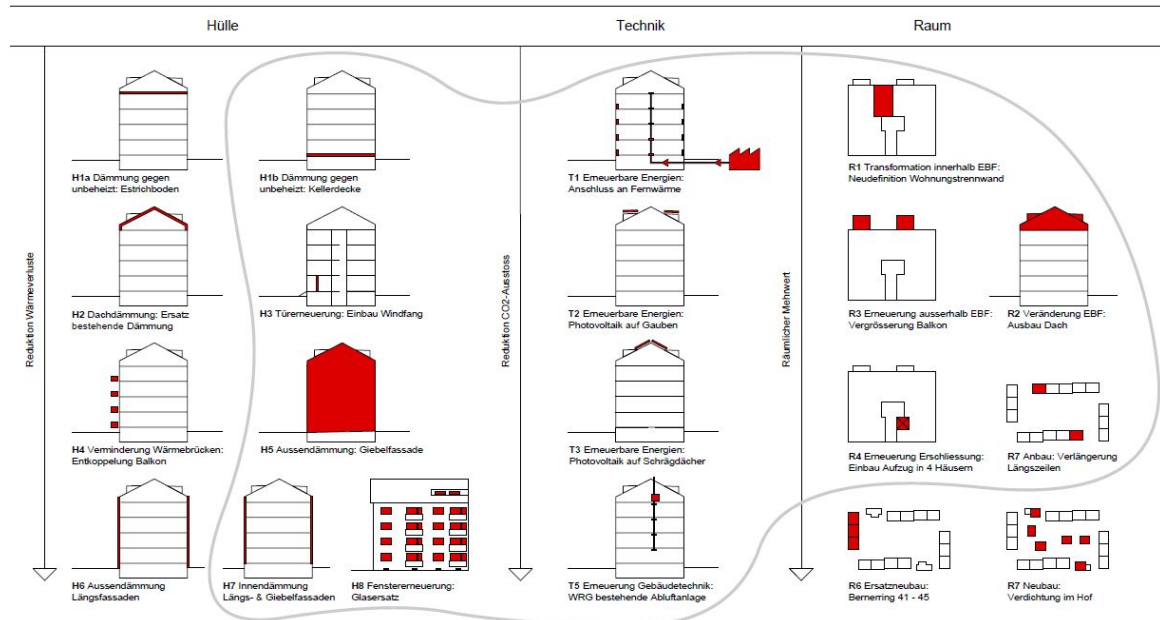 Hülle
Technik
Raum
Reduktion Wärmeverluste
H1a Dämmung gegen
unbeheizt: Estrichboden
H1b Dämmung gegen
unbeheizt: Kellerdecke
H2 Dachdämmung: Ersatz
bestehende Dämmung
H3 Türerneuerung: Einbau Windfang
H4 Verminderung Wärmebrücken:
Entkoppelung Balkon
H5 Aussendämmung: Giebelfassade
H6 Aussendämmung
Längsfassaden
H7 Innendämmung
Längs- & Giebelfassaden
H8 Fenstererneuerung:
Glasersatz
Reduktion CO2-Ausstoss
T1 Erneuerbare Energien:
Anschluss an Fernwärme
T2 Erneuerbare Energien:
Photovoltaik auf Gauben
T3 Erneuerbare Energien:
Photovoltaik auf Schrägdächer
T5 Erneuerung Gebäudetechnik:
WRG bestehende Abluftanlage
Räumlicher Mehrwert
R1 Transformation innerhalb EBF:
Neudefinition Wohnungstrennwand
R3 Erneuerung ausserhalb EBF:
Vergrösserung Balkon
R2 Veränderung EBF:
Ausbau Dach
R4 Erneuerung Erschliessung:
Einbau Aufzug in 4 Häusern
R7 Anbau: Verlängerung
Längszeilen
R6 Ersatzneubau:
Bernerring 41 - 45
R7 Neubau:
Verdichtung im Hof